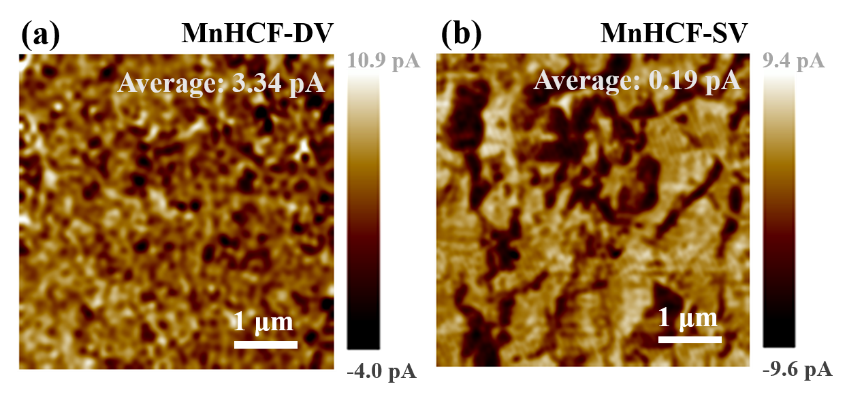 (a) MnHCF-DV
10.9 pA
Average: 3.34 pA
1 μm
-4.0 pA
(b) MnHCF-SV
9.4 pA
Average: 0.19 pA
1 μm
-9.6 pA